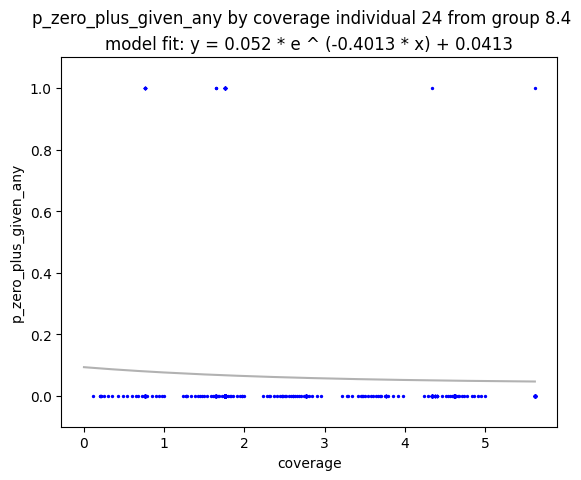 p_zero_plus_given_any by coverage individual 24 from group 8.4
model fit: y = 0.052 * e ^ (-0.4013 * x) + 0.0413
1.0
0.8
0.6
0.4
0.2
0.0
p_zero_plus_given_any
0 1 2 3 4 5
coverage